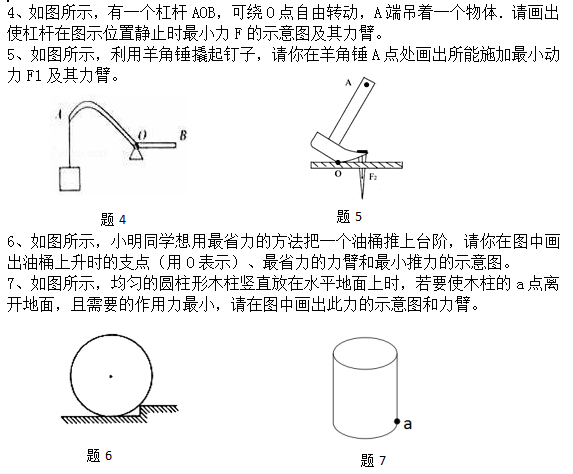 4、如图所示，有一个杠杆AOB，可绕O点自由转动，A端吊着一个物体．请画出
使杠杆在图示位置静止时最小力F的示意图及其力臂。
5、如图所示，利用羊角锤撬起钉子，请你在羊角锤A点处画出所能施加最小动
力F1及其力臂。
A
O
B
题4
A
O
F2
题5
6、如图所示，小明同学想用最省力的方法把一个油桶推上台阶，请你在图中画
出油桶上升时的支点（用O表示）、最省力的力臂和最小推力的示意图。
7、如图所示，均匀的圆柱形木柱竖直放在水平地面上时，若要使木柱的a点离
开地面，且需要的作用力最小，请在图中画出此力的示意图和力臂。
题6
a
题7